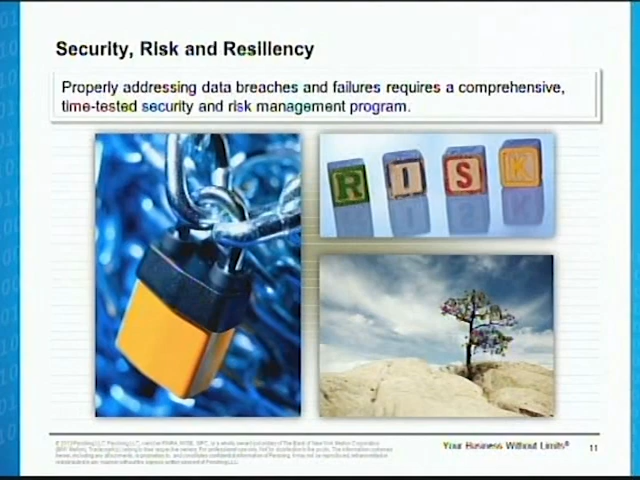 Security, Risk and Resiliency
Properly addressing data breaches and failures requires a comprehensive,
time-tested security and risk management program.
R I S K
Your Business Without Limits®
11